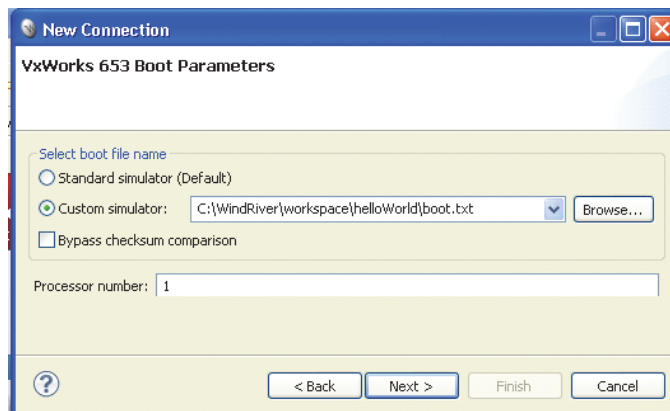 New Connection
VxWorks 653 Boot Parameters
Select boot file name
Standard simulator (Default)
Custom simulator: C:\WindRiver\workspace\helloWorld\boot.txt Browse...
Bypass checksum comparison
Processor number: 1
? < Back Next > Finish Cancel